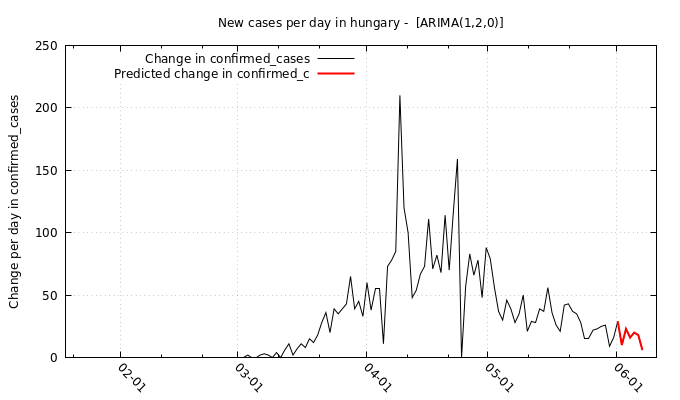 New cases per day in hungary -  [ARIMA(1,2,0)]
Change in confirmed_cases
Predicted change in confirmed_c
Change per day in confirmed_cases
250
200
150
100
50
0
02-01
03-01
04-01
05-01
06-01